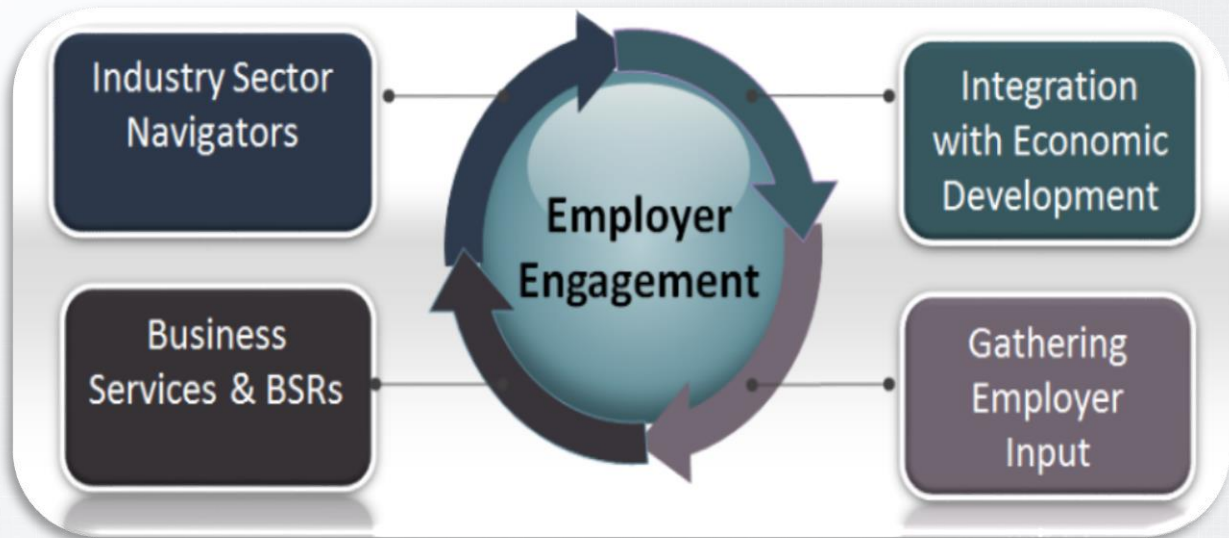 Industry Sector
Navigators
Integration
with Economic
Development
Employer
Engagement
Business
Services & BSRs
Gathering
Employer
Input